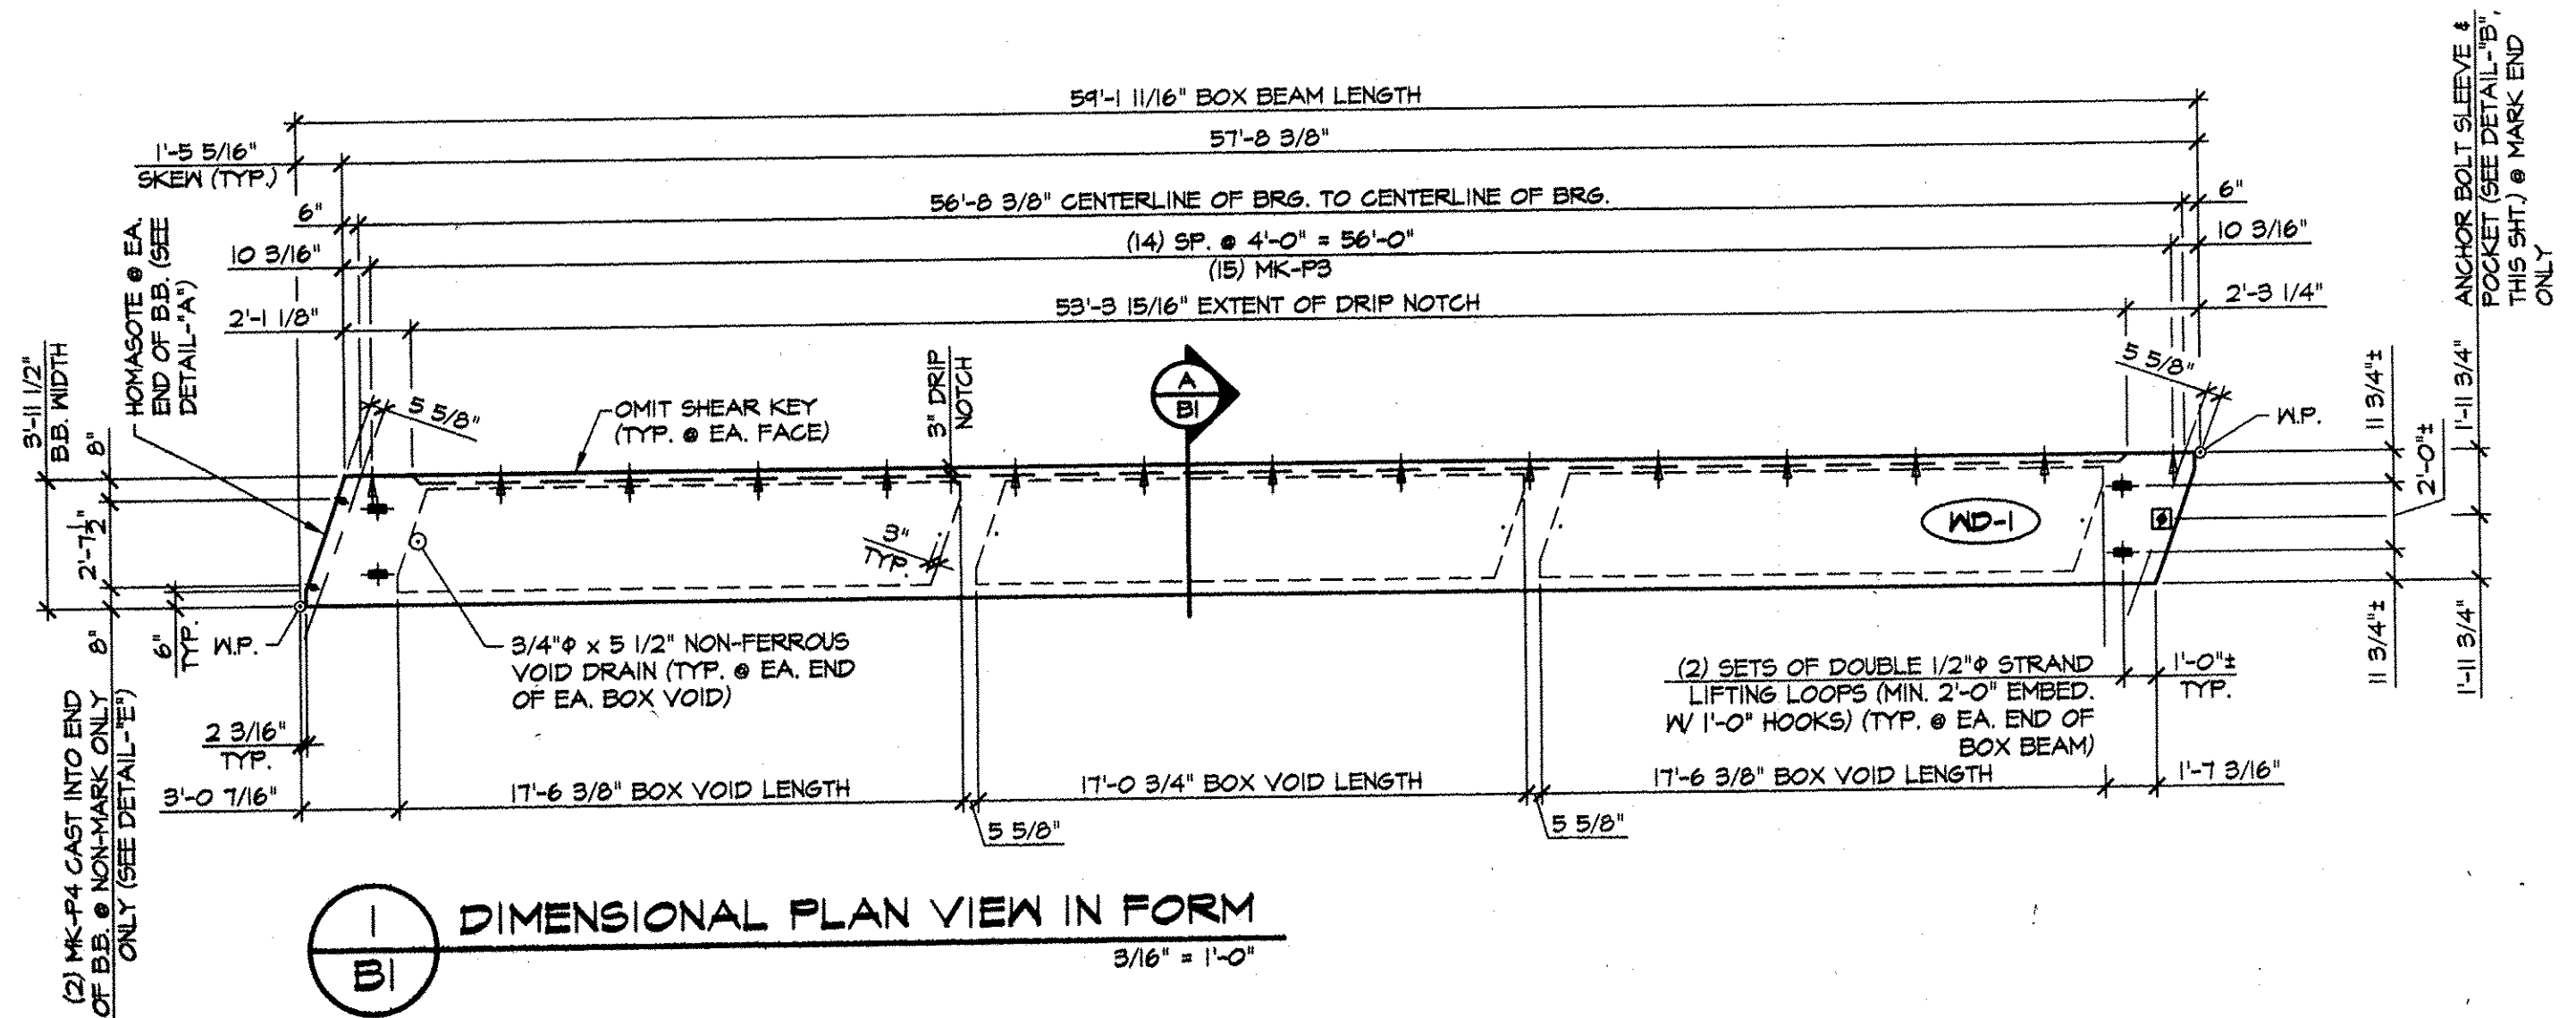 59'-1 11/16" BOX BEAM LENGTH
57'-8 3/8"
1'-5 5/16"
SKEW (TYP.)
56'-8 3/8" CENTERLINE OF BRG. TO CENTERLINE OF BRG.
6"
6"
(14) SP. @ 4'-0" = 56'-0"
(15) MK-P3
10 3/16"
10 3/16"
53'-3 15/16" EXTENT OF DRIP NOTCH
2'-1 1/8"
2'-3 1/4"
HOMASOTE @ EA.
END OF B.B. (SEE
DETAIL-"A")
3'-11 1/2"
B.B. WIDTH
8"
2'-7 1/2"
8"
6"
TYP.
W.P.
5 5/8"
OMIT SHEAR KEY
(TYP. @ EA. FACE)
3" DRIP
NOTCH
A
B1
3"
TYP.
WD-1
5 5/8"
W.P.
ANCHOR BOLT SLEEVE &
POCKET (SEE DETAIL-"B",
THIS SHT.) @ MARK END
ONLY
11 3/4"±
2'-0"±
11 3/4"±
1'-11 3/4"
1'-11 3/4"
3/4"Φ x 5 1/2" NON-FERROUS
VOID DRAIN (TYP. @ EA. END
OF EA. BOX VOID)
(2) SETS OF DOUBLE 1/2"Φ STRAND
LIFTING LOOPS (MIN. 2'-0" EMBED.
W/ 1'-0" HOOKS) (TYP. @ EA. END OF
BOX BEAM)
1'-0"±
TYP.
2 3/16"
TYP.
3'-0 7/16"
17'-6 3/8" BOX VOID LENGTH
5 5/8"
17'-0 3/4" BOX VOID LENGTH
5 5/8"
17'-6 3/8" BOX VOID LENGTH
1'-7 3/16"
(2) MK-P4 CAST INTO END
OF B.B. @ NON-MARK ONLY
ONLY (SEE DETAIL-"E")
1
B1
DIMENSIONAL PLAN VIEW IN FORM
3/16" = 1'-0"